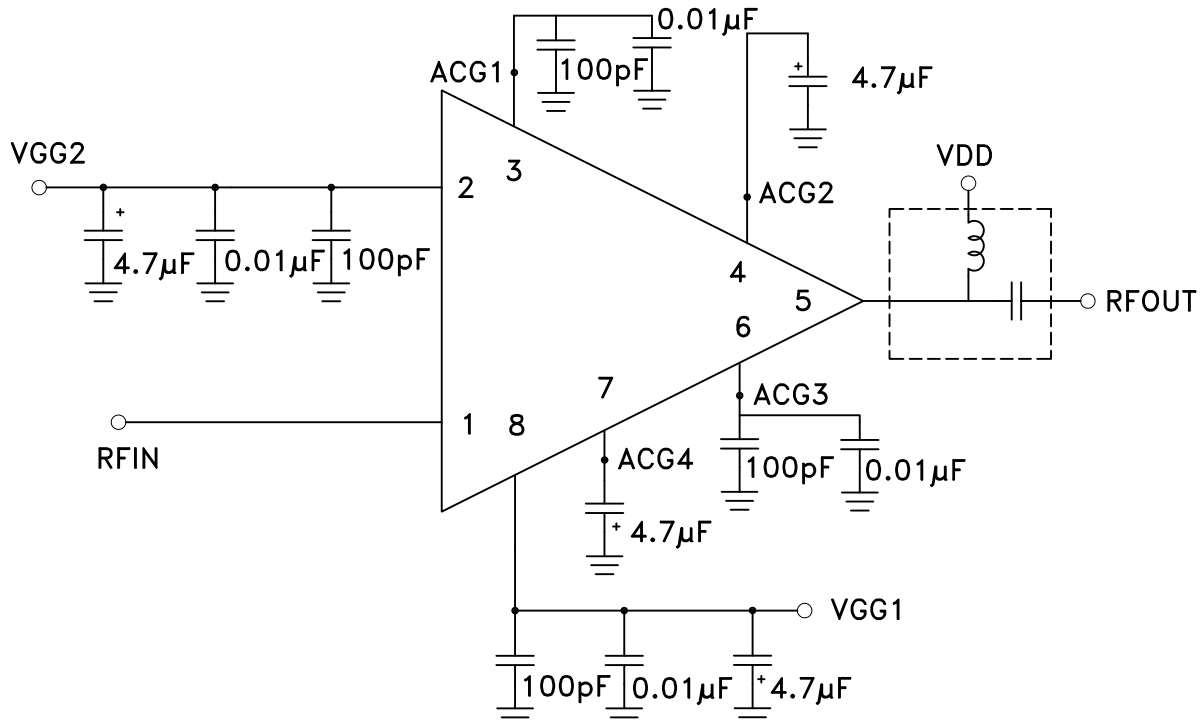 0.01µF
ACG1
100pF
+
4.7µF
VGG2
VDD
3
2
ACG2
+
4.7µF
0.01µF
100pF
4
5
6
RFOUT
7
ACG3
1
8
RFIN
ACG4
100pF
0.01µF
+
4.7µF
VGG1
100pF
0.01µF
+
4.7µF